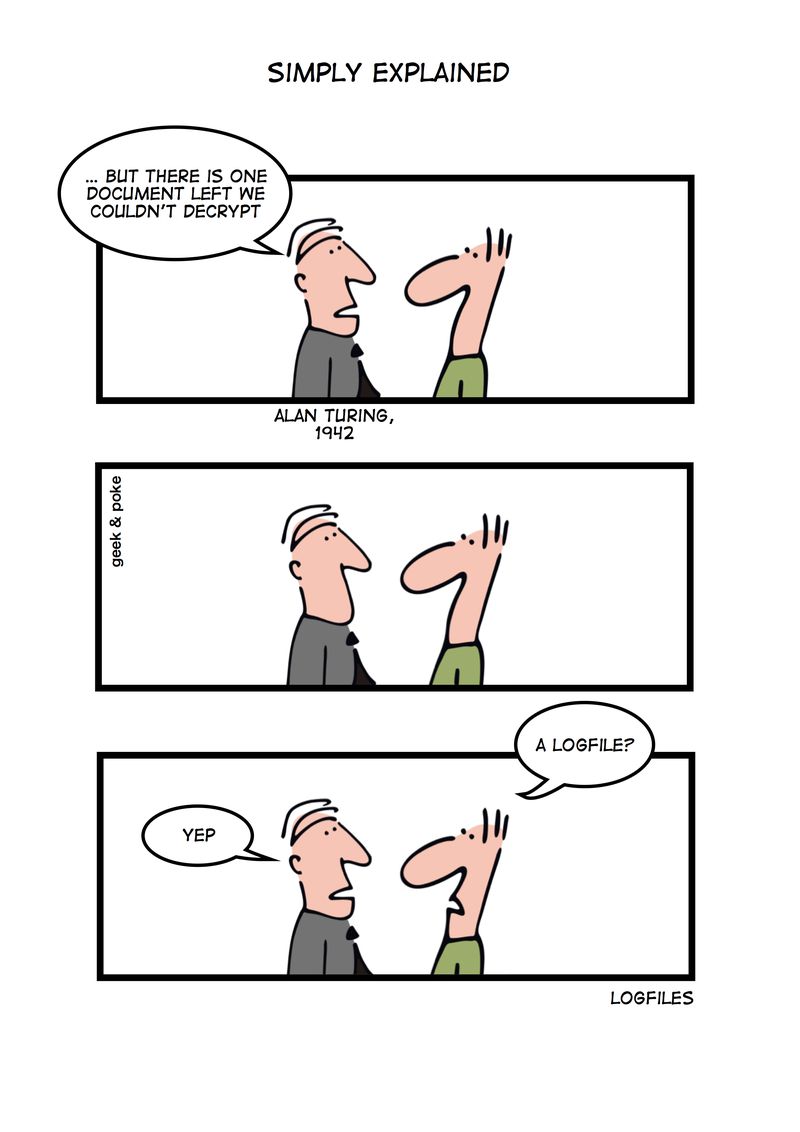 SIMPLY EXPLAINED
... BUT THERE IS ONE
DOCUMENT LEFT WE
COULDN'T DECRYPT
ALAN TURING,
1942
geek & poke
A LOGFILE?
YEP
LOGFILES